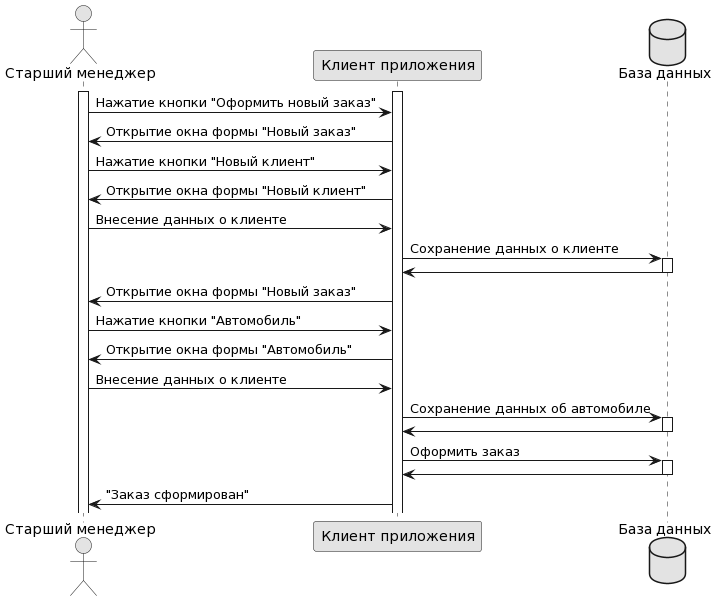 Старший менеджер
Клиент приложения
База данных
Нажатие кнопки "Оформить новый заказ"
Открытие окна формы "Новый заказ"
Нажатие кнопки "Новый клиент"
Открытие окна формы "Новый клиент"
Внесение данных о клиенте
Сохранение данных о клиенте
Открытие окна формы "Новый заказ"
Нажатие кнопки "Автомобиль"
Открытие окна формы "Автомобиль"
Внесение данных о клиенте
Сохранение данных об автомобиле
Оформить заказ
"Заказ сформирован"
Старший менеджер
Клиент приложения
База данных